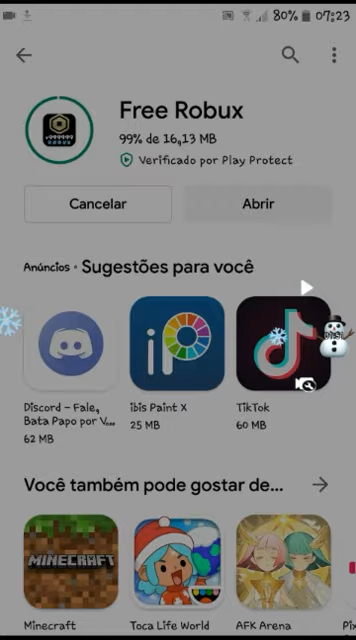 80% 07:23
Free Robux
99% de 16,13 MB
Verificado por Play Protect
Cancelar
Abrir
Anúncios · Sugestões para você
Discord – Fale,
Bata Papo por V...
62 MB
ibis Paint X
25 MB
TikTok
60 MB
Você também pode gostar de...
MINECRAFT
Minecraft
Toca Life World
AFK Arena